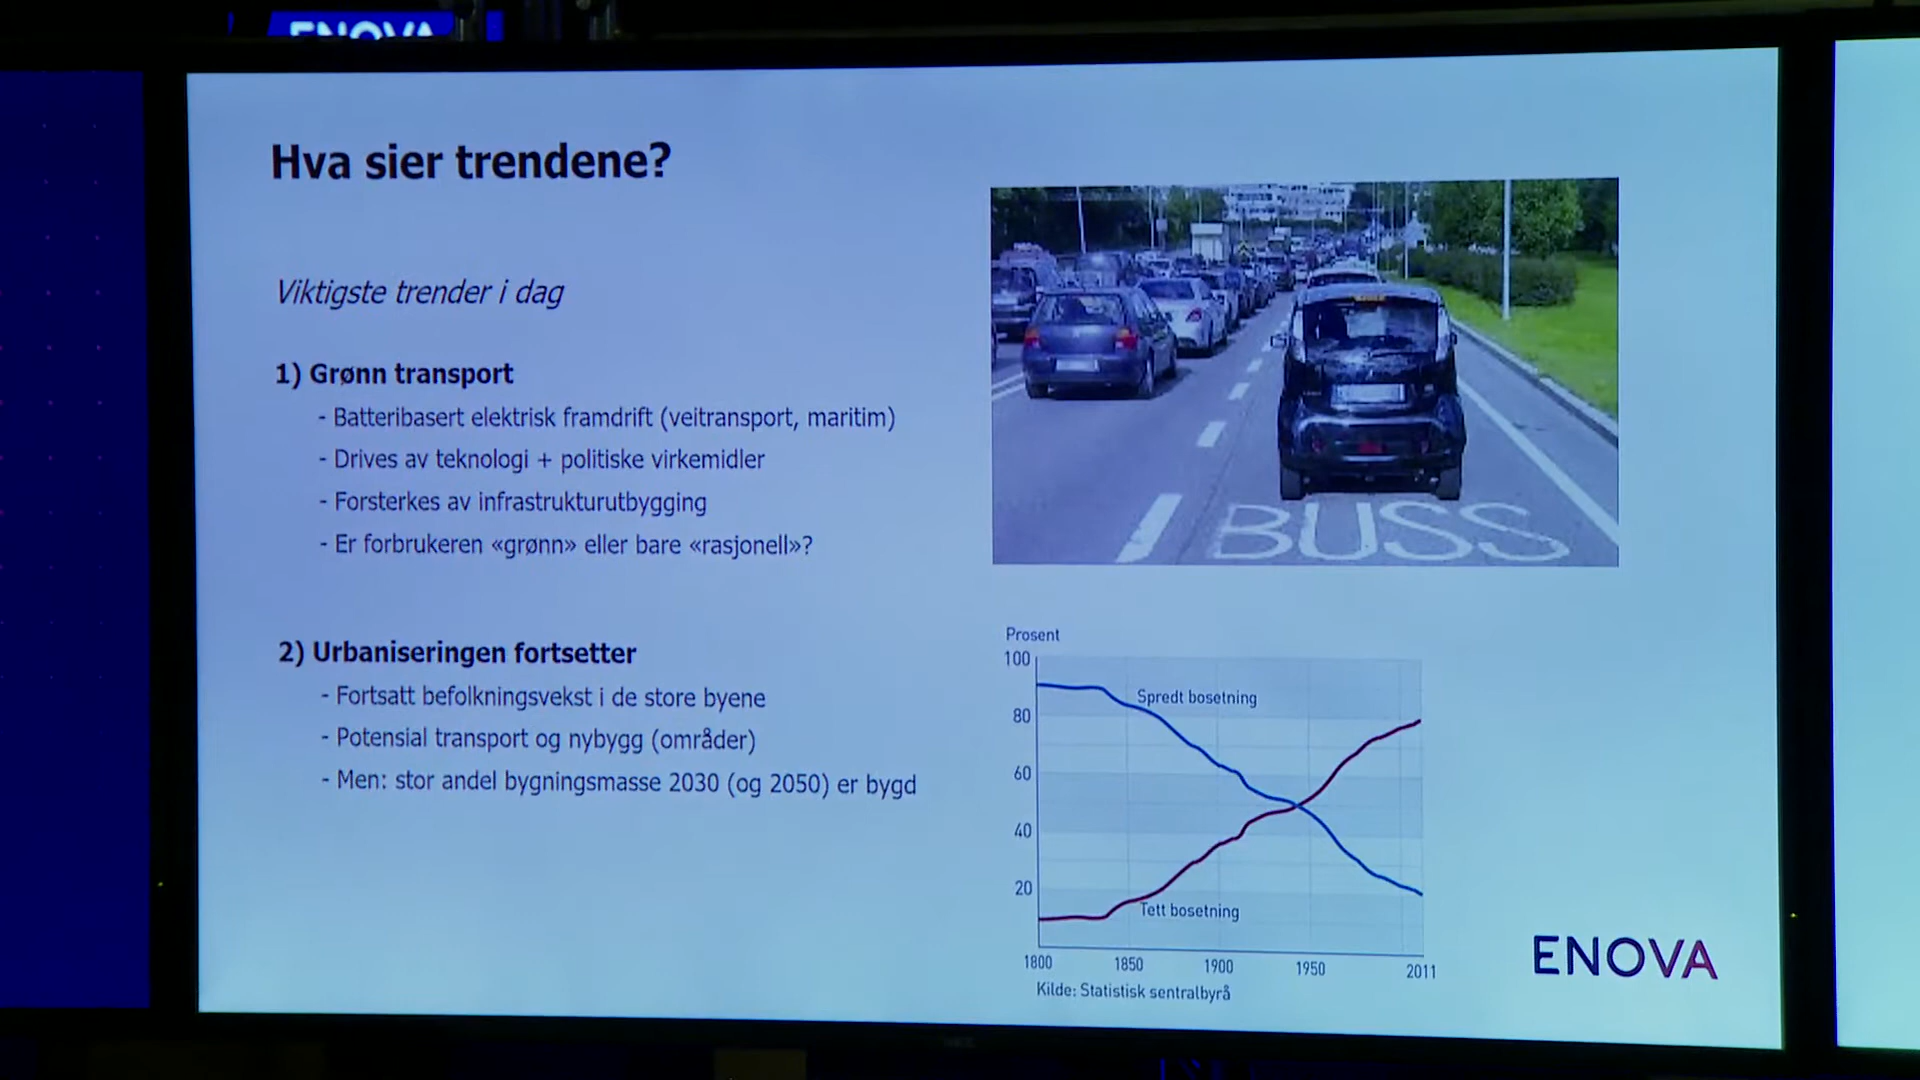 ENOVA
Hva sier trendene?
Viktigste trender i dag
1) Grønn transport
- Batteribasert elektrisk framdrift (veitransport, maritim)
- Drives av teknologi + politiske virkemidler
- Forsterkes av infrastrukturutbygging
- Er forbrukeren «grønn» eller bare «rasjonell»?
2) Urbaniseringen fortsetter
- Fortsatt befolkningsvekst i de store byene
- Potensial transport og nybygg (områder)
- Men: stor andel bygningsmasse 2030 (og 2050) er bygd
BUSS
Prosent
100
80
60
40
20
Spredt bosetning
Tett bosetning
1800 1850 1900 1950 2011
Kilde: Statistisk sentralbyrå
ENOVA